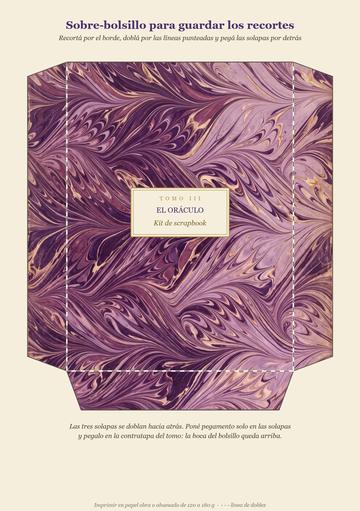 Sobre-bolsillo para guardar los recortes
Recortá por el borde, doblá por las líneas punteadas y pegá las solapas por detrás
TOMO III
EL ORÁCULO
Kit de scrapbook
Las tres solapas se doblan hacia atrás. Poné pegamento solo en las solapas
y pegalo en la contratapa del tomo: la boca del bolsillo queda arriba.
Imprimir en papel obra o ahuesado de 120 a 180 g · - - - línea de doblez